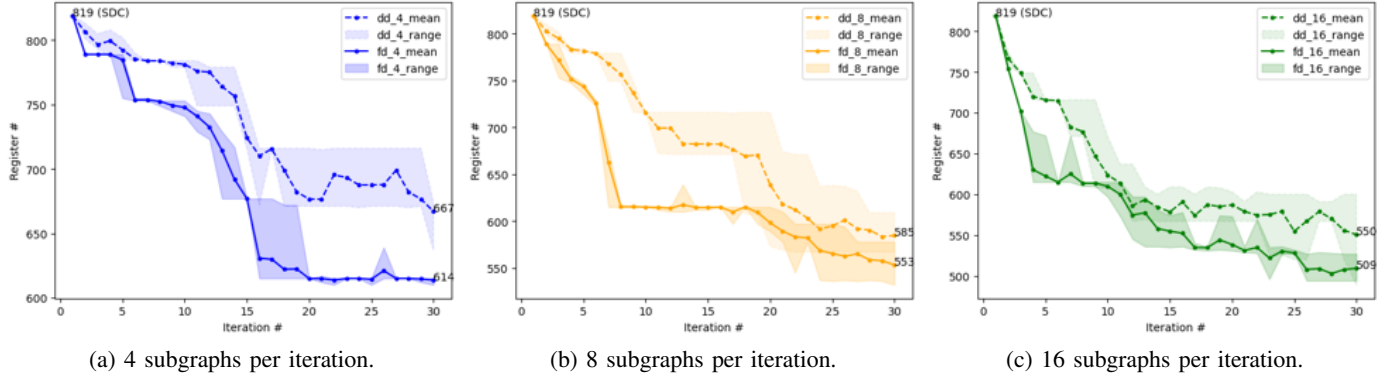 819 (SDC)
dd_4_mean
dd_4_range
fd_4_mean
fd_4_range
Register #
800
750
700
650
600
667
614
0 5 10 15 20 25 30
Iteration #
(a) 4 subgraphs per iteration.
819 (SDC)
dd_8_mean
dd_8_range
fd_8_mean
fd_8_range
Register #
800
750
700
650
600
550
585
553
0 5 10 15 20 25 30
Iteration #
(b) 8 subgraphs per iteration.
819 (SDC)
dd_16_mean
dd_16_range
fd_16_mean
fd_16_range
Register #
800
750
700
650
600
550
500
550
509
0 5 10 15 20 25 30
Iteration #
(c) 16 subgraphs per iteration.